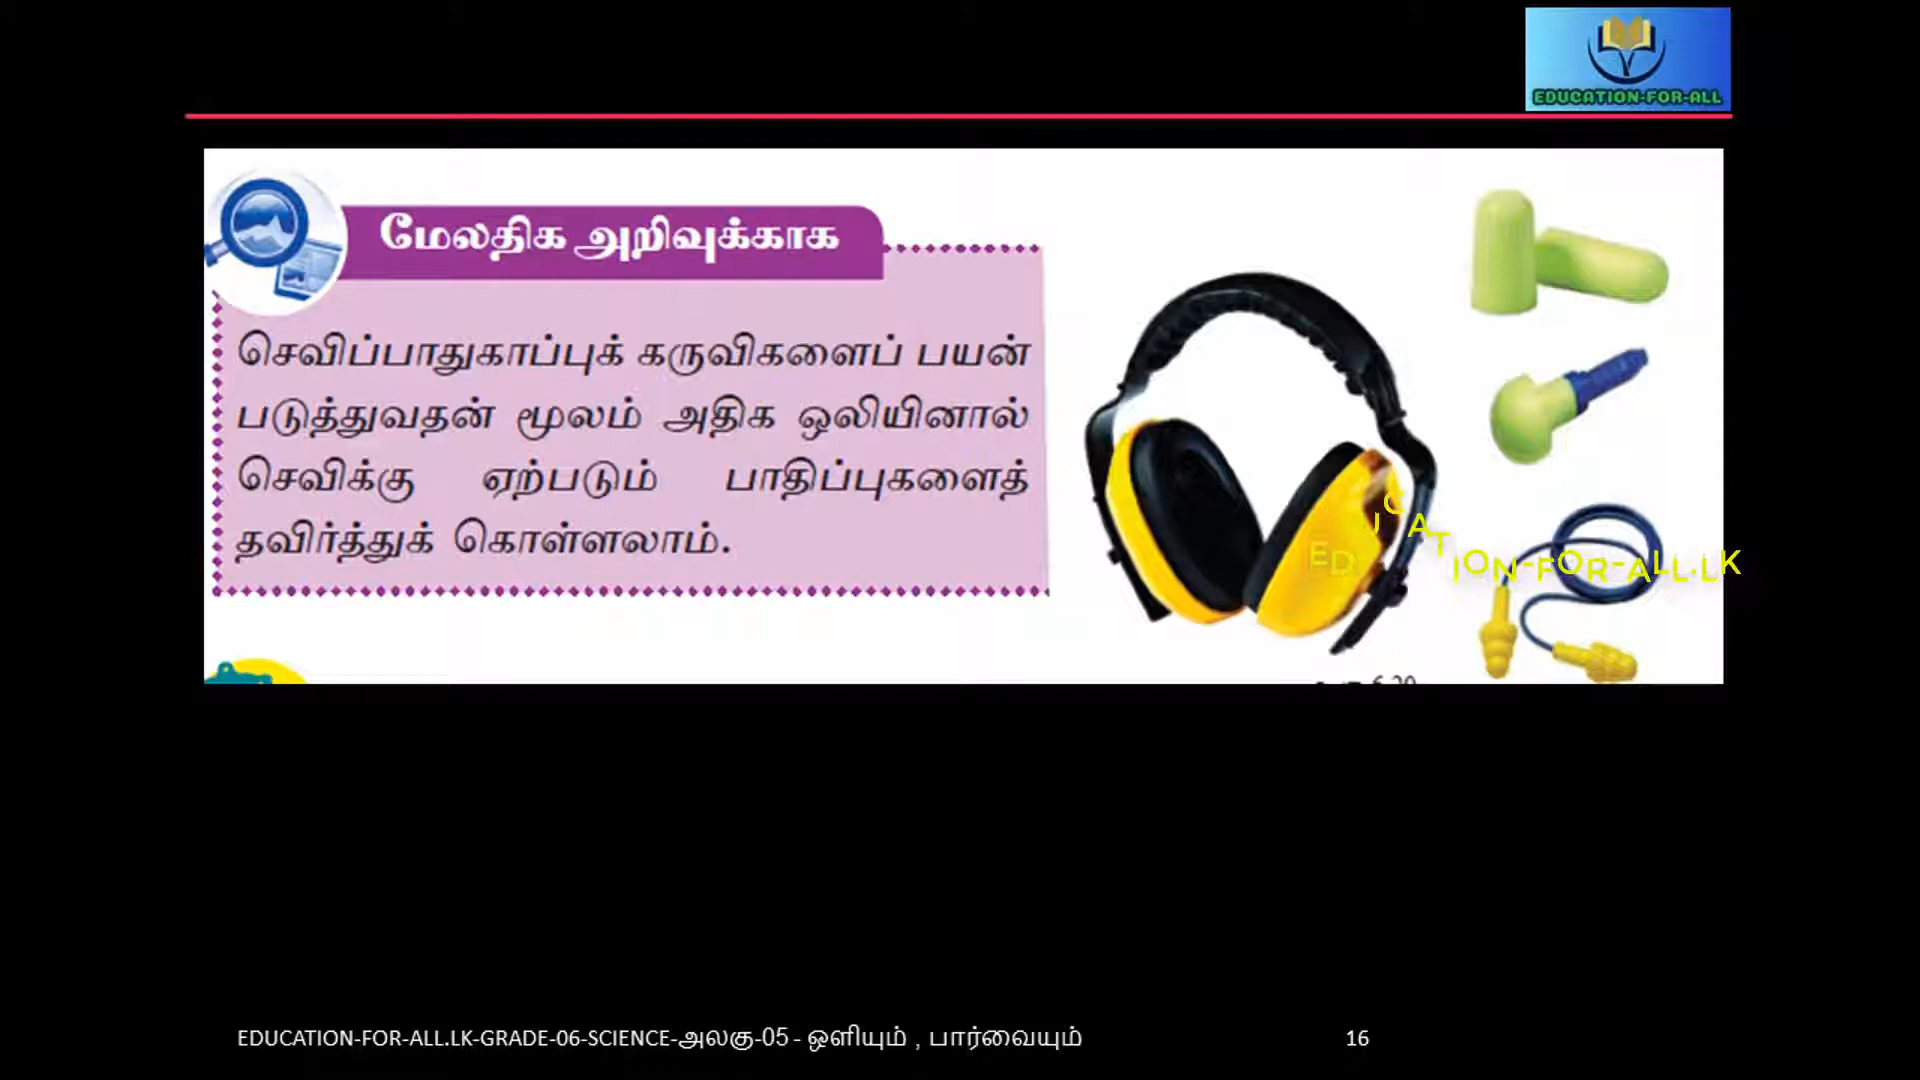 EDUCATION-FOR-ALL
மேலதிக அறிவுக்காக
செவிப்பாதுகாப்புக் கருவிகளைப் பயன்
படுத்துவதன் மூலம் அதிக ஒலியினால்
செவிக்கு ஏற்படும் பாதிப்புகளைத்
தவிர்த்துக் கொள்ளலாம்.
EDUCATION-FOR-ALL.LK
EDUCATION-FOR-ALL.LK-GRADE-06-SCIENCE-அலகு-05 - ஒளியும் , பார்வையும்
16